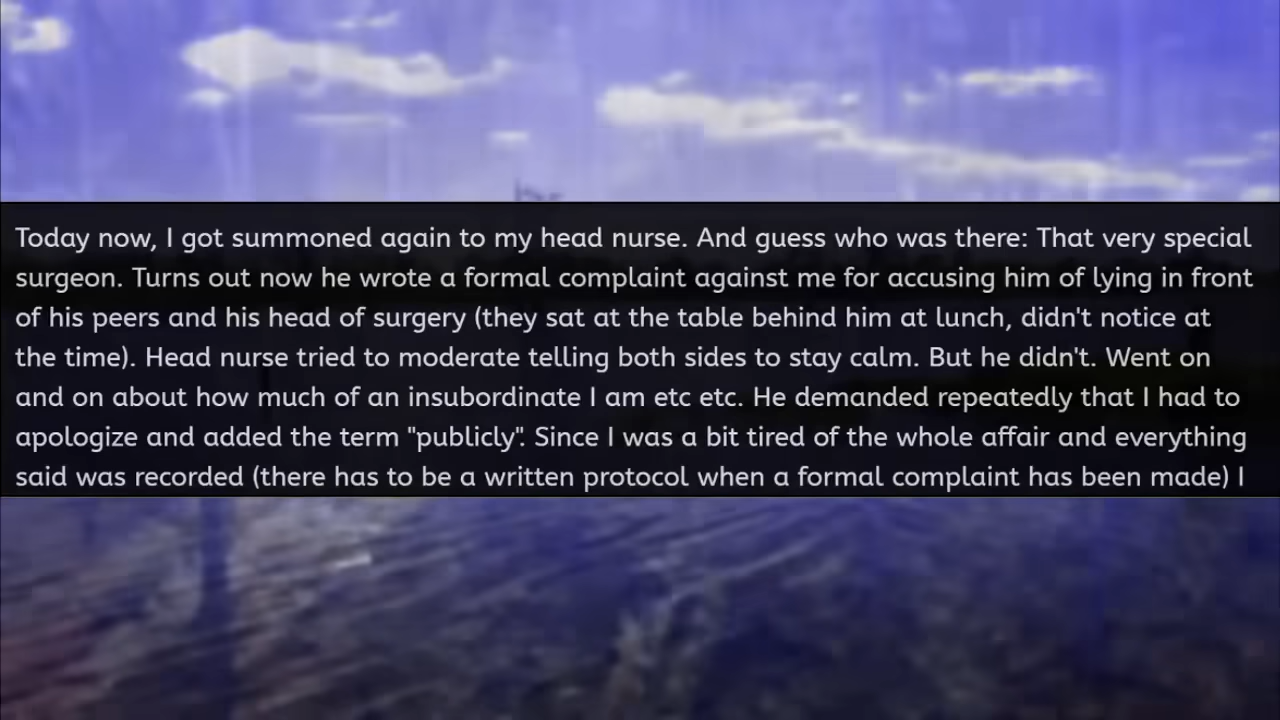 Today now, I got summoned again to my head nurse. And guess who was there: That very special
surgeon. Turns out now he wrote a formal complaint against me for accusing him of lying in front
of his peers and his head of surgery (they sat at the table behind him at lunch, didn't notice at
the time). Head nurse tried to moderate telling both sides to stay calm. But he didn't. Went on
and on about how much of an insubordinate I am etc etc. He demanded repeatedly that I had to
apologize and added the term "publicly". Since I was a bit tired of the whole affair and everything
said was recorded (there has to be a written protocol when a formal complaint has been made) I